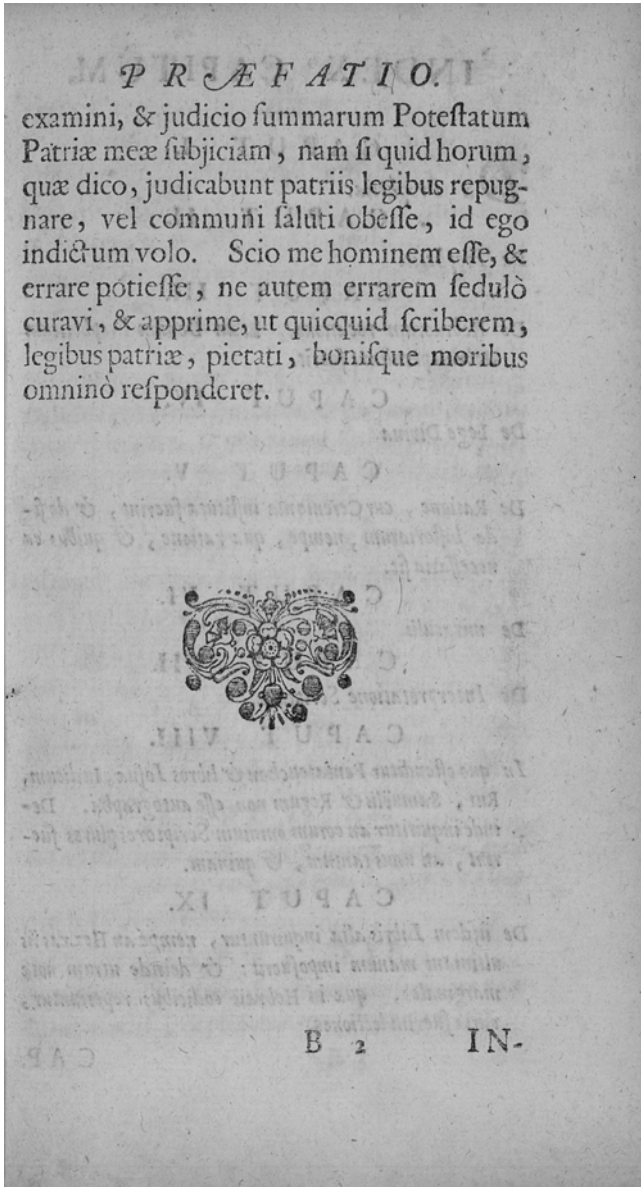 PRÆFATIO.
examini, & judicio ſummarum Poteſtatum
Patriæ meæ ſubjiciam, nam ſi quid horum,
quæ dico, judicabunt patriis legibus repug-
nare, vel communi ſaluti obeſſe, id ego
indictum volo. Scio me hominem eſſe, &
errare potieſſe, ne autem errarem ſedulò
curavi, & apprime, ut quicquid ſcriberem,
legibus patriæ, pietati, boniſque moribus
omninò reſponderet.
B 2 IN-